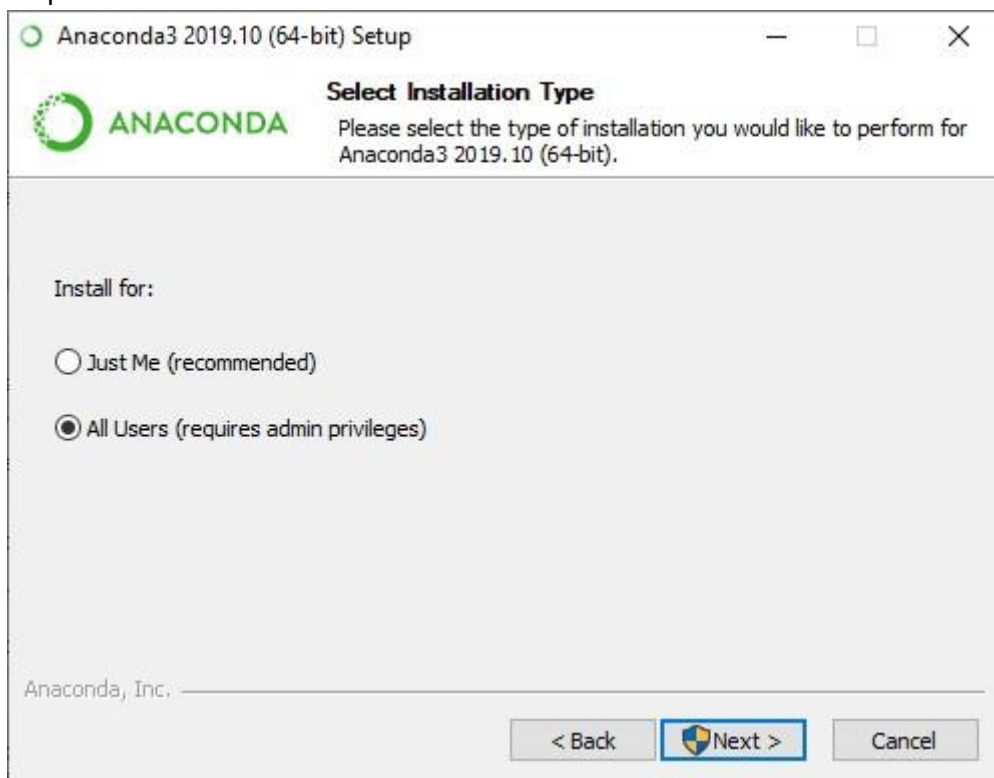 Anaconda3 2019.10 (64-bit) Setup
ANACONDA
Select Installation Type
Please select the type of installation you would like to perform for
Anaconda3 2019.10 (64-bit).
Install for:
Just Me (recommended)
All Users (requires admin privileges)
Anaconda, Inc.
< Back
Next >
Cancel